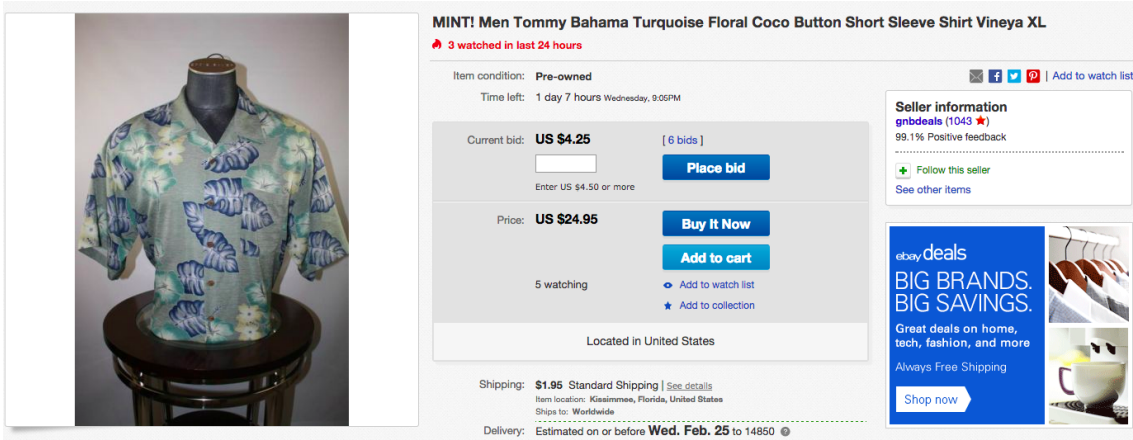 MINT! Men Tommy Bahama Turquoise Floral Coco Button Short Sleeve Shirt Vineya XL
3 watched in last 24 hours
Item condition: Pre-owned
Time left: 1 day 7 hours Wednesday, 9:05PM
| Add to watch list
Current bid: US $4.25 [ 6 bids ]
Place bid
Enter US $4.50 or more
Price: US $24.95
Buy It Now
Add to cart
5 watching
Add to watch list
Add to collection
Located in United States
Shipping: $1.95 Standard Shipping | See details
Item location: Kissimmee, Florida, United States
Ships to: Worldwide
Delivery: Estimated on or before Wed. Feb. 25 to 14850 ?
Seller information
gnbdeals (1043 ★)
99.1% Positive feedback
Follow this seller
See other items
ebay deals
BIG BRANDS.
BIG SAVINGS.
Great deals on home,
tech, fashion, and more
Always Free Shipping
Shop now